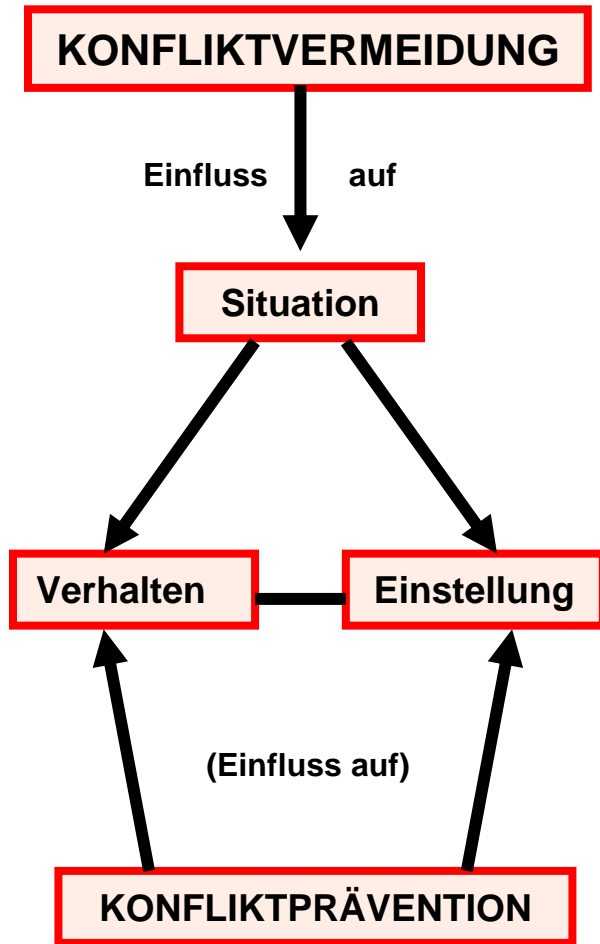 KONFLIKTVERMEIDUNG
Einfluss auf
Situation
Verhalten
Einstellung
(Einfluss auf)
KONFLIKTPRÄVENTION